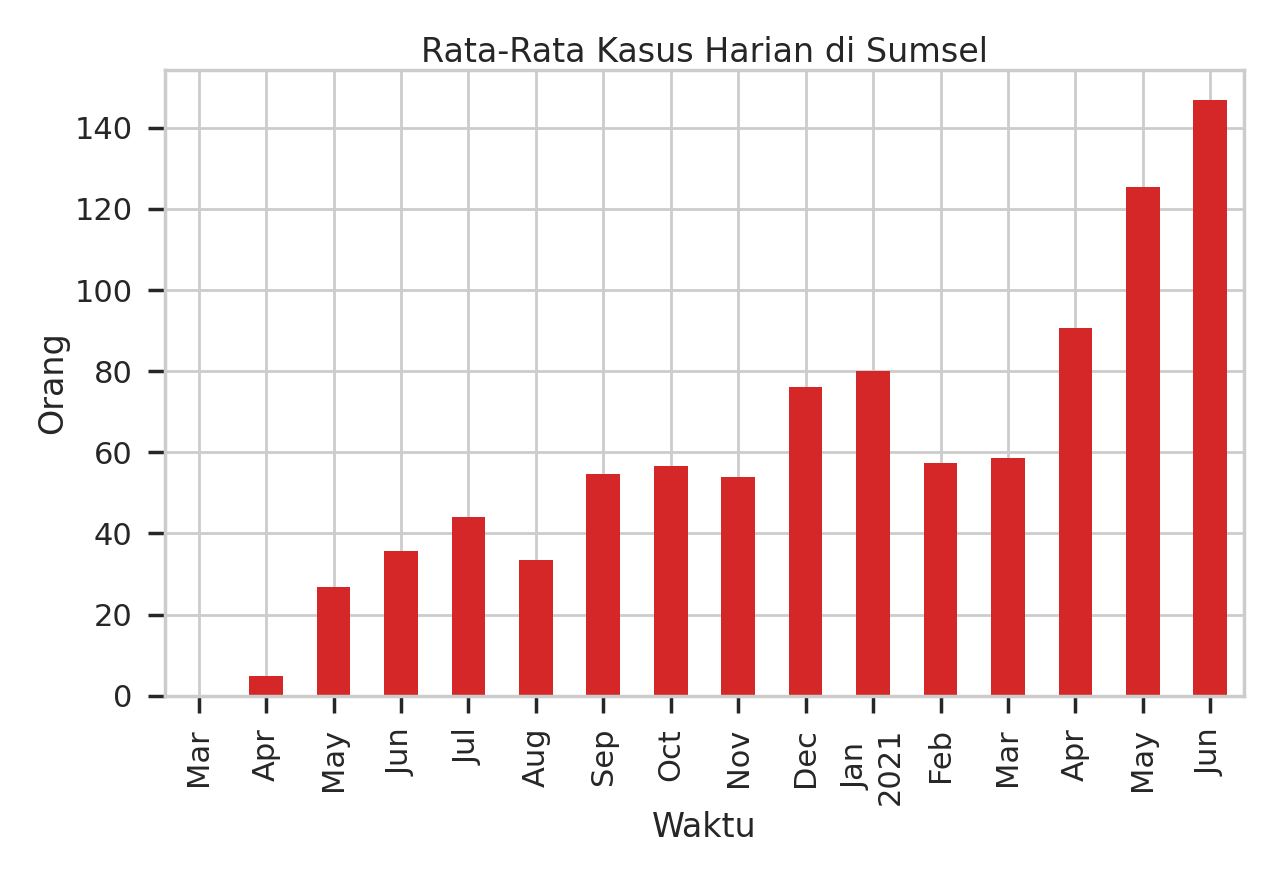 Rata-Rata Kasus Harian di Sumsel
140
120
100
80
60
40
20
0
Orang
Mar
Apr
May
Jun
Jul
Aug
Sep
Oct
Nov
Dec
Jan
2021
Feb
Mar
Apr
May
Jun
Waktu